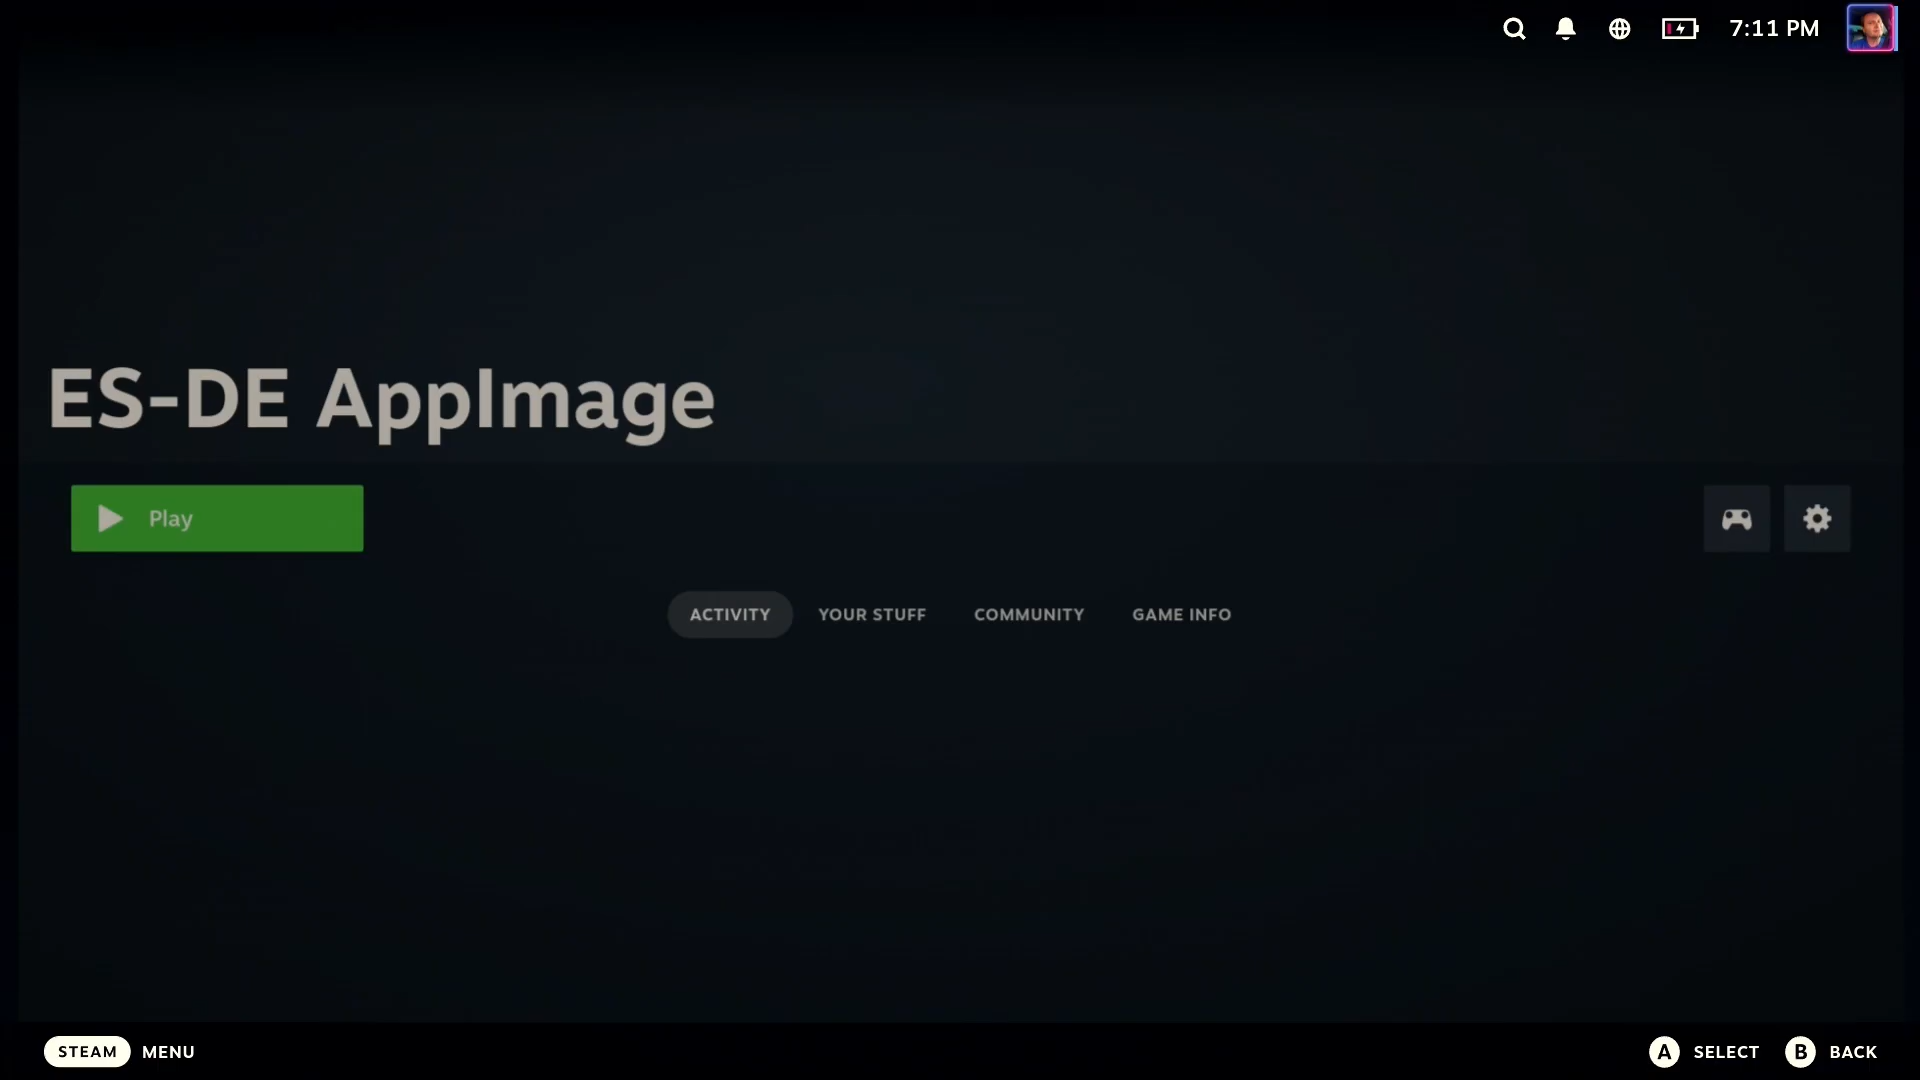 7:11 PM
ES-DE AppImage
Play
ACTIVITY YOUR STUFF COMMUNITY GAME INFO
STEAM MENU A SELECT B BACK